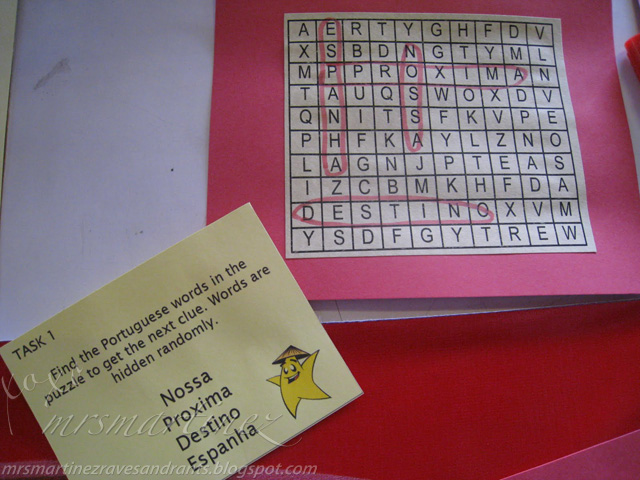 A E R T Y G H F D V
X S B D N G T Y M L
M P P R O X I M A N
T A U Q S W O X D V
Q N I T S F K V P E
P H F K A Y L Z N O
L A G N J P T E A S
I Z C B M K H F D A
D E S T I N O X V M
Y S D F G Y T R E W
TASK 1
Find the Portuguese words in the
puzzle to get the next clue. Words are
hidden randomly.
Nossa
Proxima
Destino
Espanha
xoxo
mrsmartinez
mrsmartinezravesandrants.blogspot.com